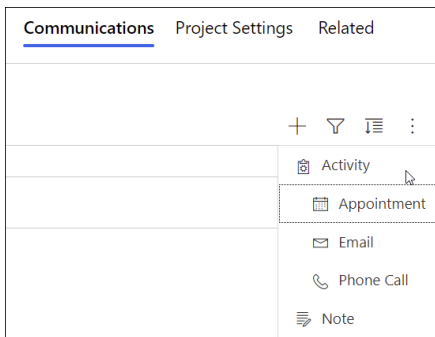 Communications Project Settings Related
Activity
Appointment
Email
Phone Call
Note